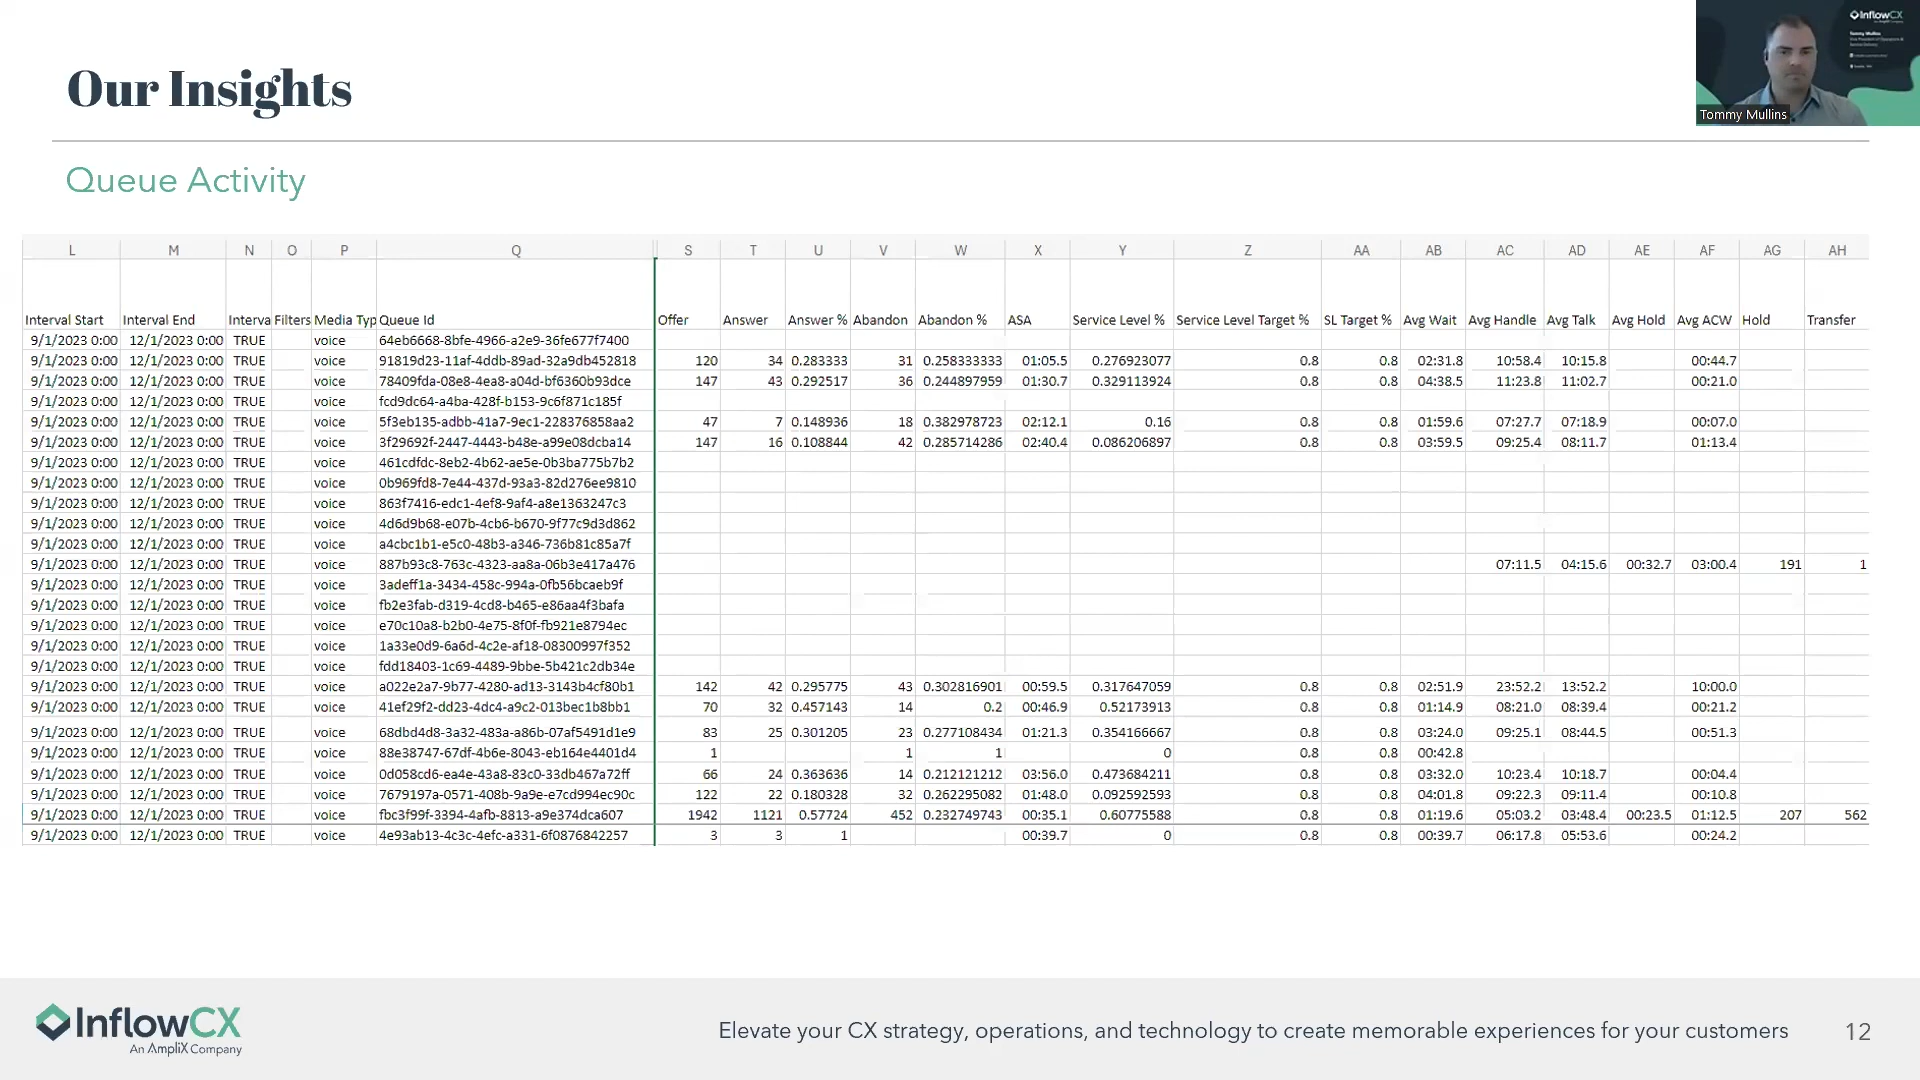 InflowCX
Tommy Mullins
Our Insights
Tommy Mullins
Queue Activity
L M N O P Q S T U V W X Y Z AA AB AC AD AE AF AG AH
Interval Start Interval End Interva Filters Media Typ Queue Id Offer Answer Answer % Abandon Abandon % ASA Service Level % Service Level Target % SL Target % Avg Wait Avg Handle Avg Talk Avg Hold Avg ACW Hold Transfer
9/1/2023 0:00 12/1/2023 0:00 TRUE voice 64eb6668-8bfe-4966-a2e9-36fe677f7400
9/1/2023 0:00 12/1/2023 0:00 TRUE voice 91819d23-11af-4ddb-89ad-32a9db452818 120 34 0.283333 31 0.258333333 01:05.5 0.276923077 0.8 0.8 02:31.8 10:58.4 10:15.8 00:44.7
9/1/2023 0:00 12/1/2023 0:00 TRUE voice 78409fda-08e8-4ea8-a04d-bf6360b93dce 147 43 0.292517 36 0.244897959 01:30.7 0.329113924 0.8 0.8 04:38.5 11:23.8 11:02.7 00:21.0
9/1/2023 0:00 12/1/2023 0:00 TRUE voice fcd9dc64-a4ba-428f-b153-9c6f871c185f
9/1/2023 0:00 12/1/2023 0:00 TRUE voice 5f3eb135-adbb-41a7-9ec1-228376858aa2 47 7 0.148936 18 0.382978723 02:12.1 0.16 0.8 0.8 01:59.6 07:27.7 07:18.9 00:07.0
9/1/2023 0:00 12/1/2023 0:00 TRUE voice 3f29692f-2447-4443-b48e-a99e08dcba14 147 16 0.108844 42 0.285714286 02:40.4 0.086206897 0.8 0.8 03:59.5 09:25.4 08:11.7 01:13.4
9/1/2023 0:00 12/1/2023 0:00 TRUE voice 461cdfdc-8eb2-4b62-ae5e-0b3ba775b7b2
9/1/2023 0:00 12/1/2023 0:00 TRUE voice 0b969fd8-7e44-437d-93a3-82d276ee9810
9/1/2023 0:00 12/1/2023 0:00 TRUE voice 863f7416-edc1-4ef8-9af4-a8e1363247c3
9/1/2023 0:00 12/1/2023 0:00 TRUE voice 4d6d9b68-e07b-4cb6-b670-9f77c9d3d862
9/1/2023 0:00 12/1/2023 0:00 TRUE voice a4cbc1b1-e5c0-48b3-a346-736b81c85a7f
9/1/2023 0:00 12/1/2023 0:00 TRUE voice 887b93c8-763c-4323-aa8a-06b3e417a476 07:11.5 04:15.6 00:32.7 03:00.4 191 1
9/1/2023 0:00 12/1/2023 0:00 TRUE voice 3adeff1a-3434-458c-994a-0fb56bcaeb9f
9/1/2023 0:00 12/1/2023 0:00 TRUE voice fb2e3fab-d319-4cd8-b465-e86aa4f3bafa
9/1/2023 0:00 12/1/2023 0:00 TRUE voice e70c10a8-b2b0-4e75-8f0f-fb921e8794ec
9/1/2023 0:00 12/1/2023 0:00 TRUE voice 1a33e0d9-6a6d-4c2e-af18-08300997f352
9/1/2023 0:00 12/1/2023 0:00 TRUE voice fdd18403-1c69-4489-9bbe-5b421c2db34e
9/1/2023 0:00 12/1/2023 0:00 TRUE voice a022e2a7-9b77-4280-ad13-3143b4cf80b1 142 42 0.295775 43 0.302816901 00:59.5 0.317647059 0.8 0.8 02:51.9 23:52.2 13:52.2 10:00.0
9/1/2023 0:00 12/1/2023 0:00 TRUE voice 41ef29f2-dd23-4dc4-a9c2-013bec1b8bb1 70 32 0.457143 14 0.2 00:46.9 0.52173913 0.8 0.8 01:14.9 08:21.0 08:39.4 00:21.2
9/1/2023 0:00 12/1/2023 0:00 TRUE voice 68dbd4d8-3a32-483a-a86b-07af5491d1e9 83 25 0.301205 23 0.277108434 01:21.3 0.354166667 0.8 0.8 03:24.0 09:25.1 08:44.5 00:51.3
9/1/2023 0:00 12/1/2023 0:00 TRUE voice 88e38747-67df-4b6e-8043-eb164e4401d4 1 1 1 0 0.8 0.8 00:42.8
9/1/2023 0:00 12/1/2023 0:00 TRUE voice 0d058cd6-ea4e-43a8-83c0-33db467a72ff 66 24 0.363636 14 0.212121212 03:56.0 0.473684211 0.8 0.8 03:32.0 10:23.4 10:18.7 00:04.4
9/1/2023 0:00 12/1/2023 0:00 TRUE voice 7679197a-0571-408b-9a9e-e7cd994ec90c 122 22 0.180328 32 0.262295082 01:48.0 0.092592593 0.8 0.8 04:01.8 09:22.3 09:11.4 00:10.8
9/1/2023 0:00 12/1/2023 0:00 TRUE voice fbc3f99f-3394-4afb-8813-a9e374dca607 1942 1121 0.57724 452 0.232749743 00:35.1 0.60775588 0.8 0.8 01:19.6 05:03.2 03:48.4 00:23.5 01:12.5 207 562
9/1/2023 0:00 12/1/2023 0:00 TRUE voice 4e93ab13-4c3c-4efc-a331-6f0876842257 3 3 1 00:39.7 0 0.8 0.8 00:39.7 06:17.8 05:53.6 00:24.2
InflowCX
An AmpliX Company
Elevate your CX strategy, operations, and technology to create memorable experiences for your customers
12